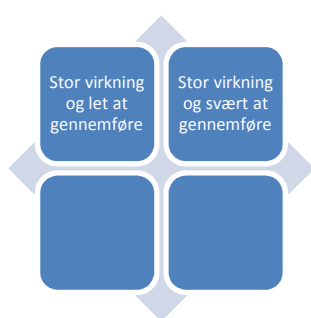 Stor virkning
og let at
gennemføre
Stor virkning
og svært at
gennemføre